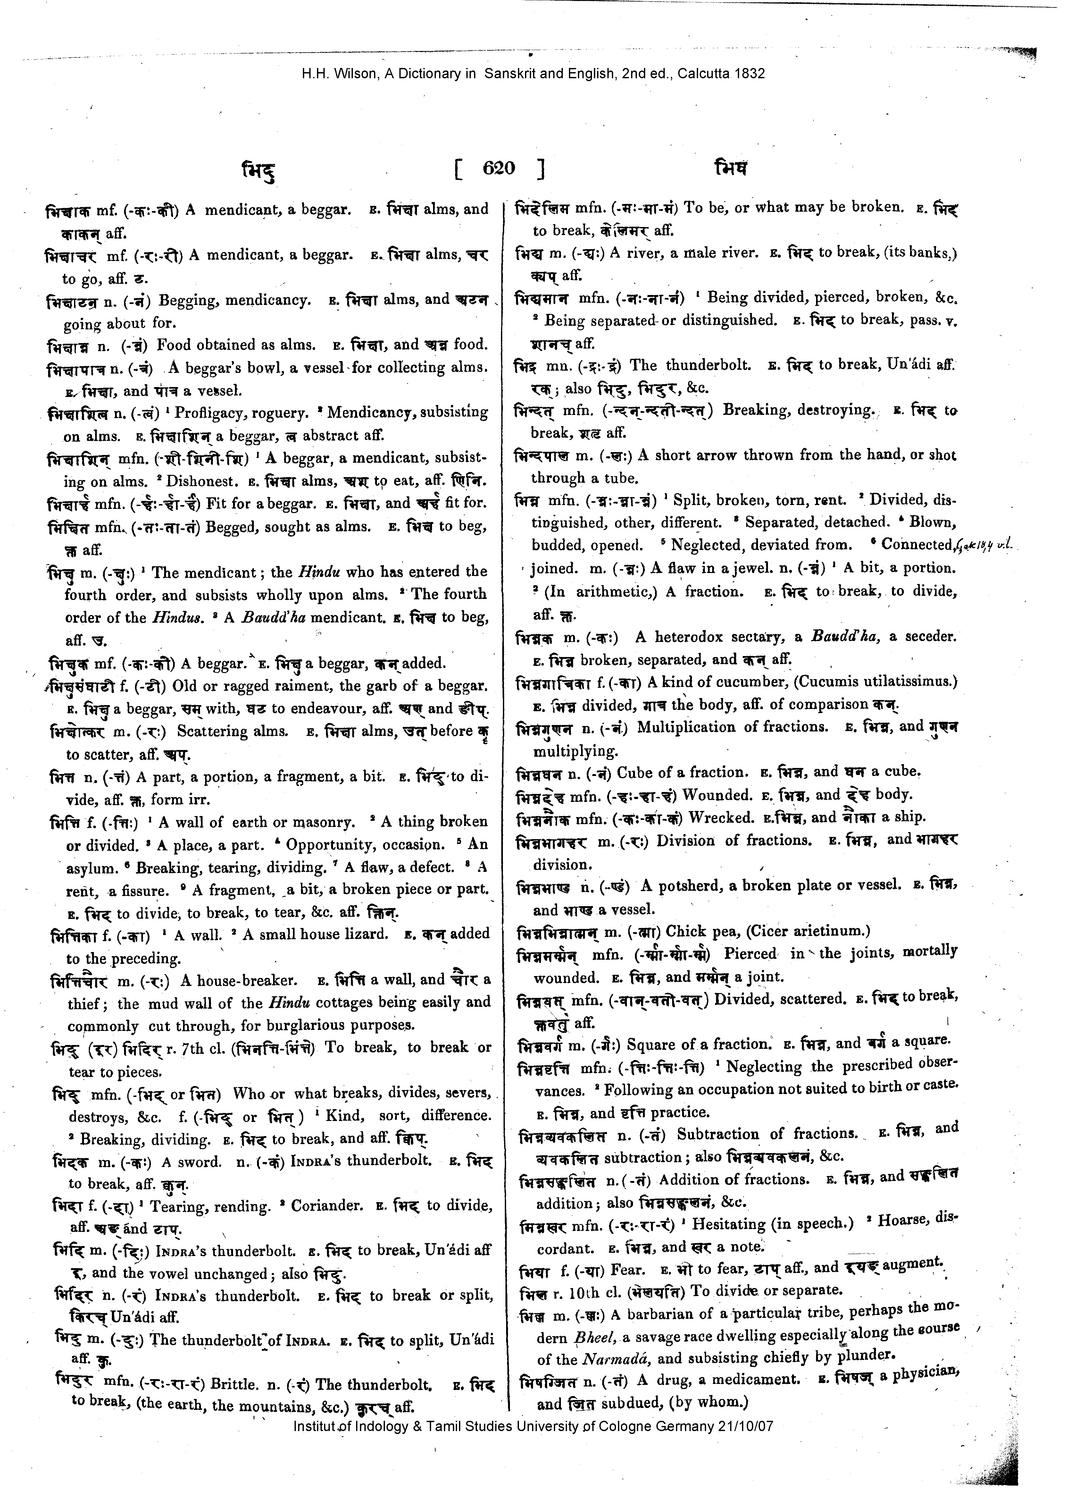 H.H. Wilson, A Dictionary in Sanskrit and English, 2nd ed., Calcutta 1832
भिदु [ 620 ] भिष
भिक्षाक mf. (-कः-की) A mendicant, a beggar. E. भिक्षा alms, and
काकन् aff.
भिक्षाचर mf. (-रः-री) A mendicant, a beggar. E. भिक्षा alms, चर
to go, aff. ट.
भिक्षाटन n. (-नं) Begging, mendicancy. E. भिक्षा alms, and अटन
going about for.
भिक्षान्न n. (-न्नं) Food obtained as alms. E. भिक्षा, and अन्न food.
भिक्षापात्र n. (-त्रं) A beggar's bowl, a vessel for collecting alms.
E. भिक्षा, and पात्र a vessel.
भिक्षाशित्व n. (-त्वं) ¹ Profligacy, roguery. ² Mendicancy, subsisting
on alms. E. भिक्षाशिन् a beggar, त्व abstract aff.
भिक्षाशिन् mfn. (-शी-शिनी-शि) ¹ A beggar, a mendicant, subsist-
ing on alms. ² Dishonest. E. भिक्षा alms, अश to eat, aff. णिनि.
भिक्षार्ह mfn. (-र्हः-र्हा-र्हं) Fit for a beggar. E. भिक्षा, and अर्ह fit for.
भिक्षित mfn. (-तः-ता-तं) Begged, sought as alms. E. भिक्ष to beg,
क्त aff.
भिक्षु m. (-क्षुः) ¹ The mendicant; the Hindu who has entered the
fourth order, and subsists wholly upon alms. ² The fourth
order of the Hindus. ³ A Baudd'ha mendicant. E. भिक्ष to beg,
aff. उ.
भिक्षुक mf. (-कः-की) A beggar. E. भिक्षु a beggar, कन् added.
भिक्षुसंघाटी f. (-टी) Old or ragged raiment, the garb of a beggar.
E. भिक्षु a beggar, सम् with, घट to endeavour, aff. अण् and ङीप्.
भिक्षोत्कर m. (-रः) Scattering alms. E. भिक्षा alms, उत् before कॄ
to scatter, aff. अप्.
भित्त n. (-त्तं) A part, a portion, a fragment, a bit. E. भिद् to di-
vide, aff. क्त, form irr.
भित्ति f. (-त्तिः) ¹ A wall of earth or masonry. ² A thing broken
or divided. ³ A place, a part. ⁴ Opportunity, occasion. ⁵ An
asylum. ⁶ Breaking, tearing, dividing. ⁷ A flaw, a defect. ⁸ A
rent, a fissure. ⁹ A fragment, a bit, a broken piece or part.
E. भिद् to divide, to break, to tear, &c. aff. क्तिन्.
भित्तिका f. (-का) ¹ A wall. ² A small house lizard. E. कन् added
to the preceding.
भित्तिचौर m. (-रः) A house-breaker. E. भित्ति a wall, and चौर a
thief; the mud wall of the Hindu cottages being easily and
commonly cut through, for burglarious purposes.
भिद् (इर) भिदिर् r. 7th cl. (भिनत्ति-भिंत्ते) To break, to break or
tear to pieces.
भिद् mfn. (-भिद् or भित) Who or what breaks, divides, severs,
destroys, &c. f. (-भिद् or भित्) ¹ Kind, sort, difference.
² Breaking, dividing. E. भिद् to break, and aff. क्विप्.
भिदक m. (-कः) A sword. n. (-कं) INDRA'S thunderbolt. E. भिद्
to break, aff. कुन्.
भिदा f. (-दा) ¹ Tearing, rending. ² Coriander. E. भिद् to divide,
aff. अङ् and टाप्.
भिदि m. (-दिः) INDRA'S thunderbolt. E. भिद् to break, Un'ádi aff
इ, and the vowel unchanged; also भिदु.
भिदिर n. (-रं) INDRA'S thunderbolt. E. भिद् to break or split,
किरच् Un'ádi aff.
भिदु m. (-दुः) The thunderbolt of INDRA. E. भिद् to split, Un'ádi
aff. कु.
भिदुर mfn. (-रः-रा-रं) Brittle. n. (-रं) The thunderbolt. E. भिद्
to break, (the earth, the mountains, &c.) कुरच् aff.
भिदेलिम mfn. (-मः-मा-मं) To be, or what may be broken. E. भिद्
to break, केलिमर् aff.
भिद्य m. (-द्यः) A river, a male river. E. भिद् to break, (its banks,)
क्यप् aff.
भिद्यमान mfn. (-नः-ना-नं) ¹ Being divided, pierced, broken, &c.
² Being separated or distinguished. E. भिद् to break, pass. v.
शानच् aff.
भिद्र mn. (-द्रः-द्रं) The thunderbolt. E. भिद् to break, Un'ádi aff.
रक्; also भिदु, भिदुर, &c.
भिन्दत् mfn. (-न्दन्-न्दती-न्दत्) Breaking, destroying. E. भिद् to
break, शतृ aff.
भिन्दपाल m. (-लः) A short arrow thrown from the hand, or shot
through a tube.
भिन्न mfn. (-न्नः-न्ना-न्नं) ¹ Split, broken, torn, rent. ² Divided, dis-
tinguished, other, different. ³ Separated, detached. ⁴ Blown,
budded, opened. ⁵ Neglected, deviated from. ⁶ Connected,
joined. m. (-न्नः) A flaw in a jewel. n. (-न्नं) ¹ A bit, a portion.
² (In arithmetic,) A fraction. E. भिद् to break, to divide,
aff. क्त.
भिन्नक m. (-कः) A heterodox sectary, a Baudd'ha, a seceder.
E. भिन्न broken, separated, and कन् aff.
भिन्नगात्रिका f. (-का) A kind of cucumber, (Cucumis utilatissimus.)
E. भिन्न divided, गात्र the body, aff. of comparison कन्.
भिन्नगुणन n. (-नं) Multiplication of fractions. E. भिन्न, and गुणन
multiplying.
भिन्नघन n. (-नं) Cube of a fraction. E. भिन्न, and घन a cube.
भिन्नदेह mfn. (-हः-हा-हं) Wounded. E. भिन्न, and देह body.
भिन्ननौक mfn. (-कः-का-कं) Wrecked. E. भिन्न, and नौका a ship.
भिन्नभागहर m. (-रः) Division of fractions. E. भिन्न, and भागहर
division.
भिन्नभाण्ड n. (-ण्डं) A potsherd, a broken plate or vessel. E. भिन्न,
and भाण्ड a vessel.
भिन्नभिन्नात्मन् m. (-त्मा) Chick pea, (Cicer arietinum.)
भिन्नमर्म्मन् mfn. (-र्म्मा-र्म्मा-र्म्म) Pierced in the joints, mortally
wounded. E. भिन्न, and मर्म्मन् a joint.
भिन्नवत् mfn. (-वान्-वती-वत्) Divided, scattered. E. भिद् to break,
क्तवतु aff.
भिन्नवर्ग m. (-र्गः) Square of a fraction. E. भिन्न, and वर्ग a square.
भिन्नवृत्ति mfn. (-त्तिः-त्तिः-त्ति) ¹ Neglecting the prescribed obser-
vances. ² Following an occupation not suited to birth or caste.
E. भिन्न, and वृत्ति practice.
भिन्नव्यवकलित n. (-तं) Subtraction of fractions. E. भिन्न, and
व्यवकलित subtraction; also भिन्नव्यवकलनं, &c.
भिन्नसङ्कलित n. (-तं) Addition of fractions. E. भिन्न, and सङ्कलित
addition; also भिन्नसङ्कलनं, &c.
भिन्नस्वर mfn. (-रः-रा-रं) ¹ Hesitating (in speech.) ² Hoarse, dis-
cordant. E. भिन्न, and स्वर a note.
भिया f. (-या) Fear. E. भी to fear, टाप् aff., and इयङ् augment.
भिल r. 10th cl. (भेलयति) To divide or separate.
भिल्ल m. (-ल्लः) A barbarian of a particular tribe, perhaps the mo-
dern Bheel, a savage race dwelling especially along the course
of the Narmadá, and subsisting chiefly by plunder.
भिषग्जित n. (-तं) A drug, a medicament. E. भिषज् a physician,
and जित subdued, (by whom.)
Institut of Indology & Tamil Studies University of Cologne Germany 21/10/07